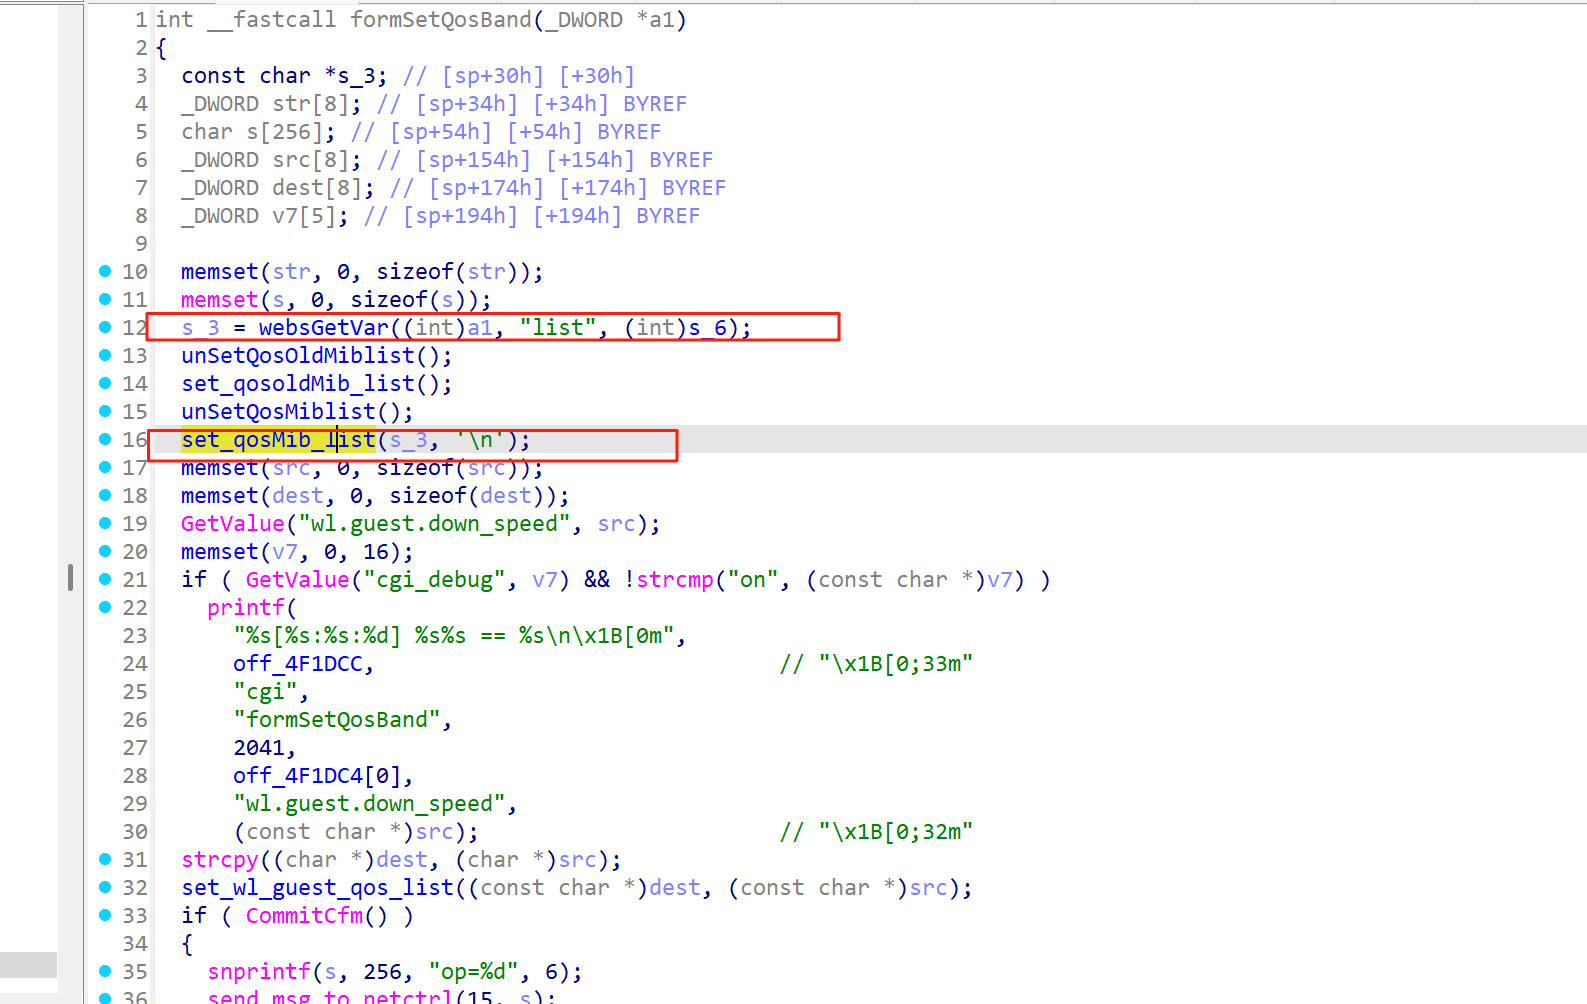 1 int __fastcall formSetQosBand(_DWORD *a1)
2 {
3 const char *s_3; // [sp+30h] [+30h]
4 _DWORD str[8]; // [sp+34h] [+34h] BYREF
5 char s[256]; // [sp+54h] [+54h] BYREF
6 _DWORD src[8]; // [sp+154h] [+154h] BYREF
7 _DWORD dest[8]; // [sp+174h] [+174h] BYREF
8 _DWORD v7[5]; // [sp+194h] [+194h] BYREF
9
10 memset(str, 0, sizeof(str));
11 memset(s, 0, sizeof(s));
12 s_3 = websGetVar((int)a1, "list", (int)s_6);
13 unSetQosOldMiblist();
14 set_qosoldMib_list();
15 unSetQosMiblist();
16 set_qosMib_list(s_3, '\n');
17 memset(src, 0, sizeof(src));
18 memset(dest, 0, sizeof(dest));
19 GetValue("wl.guest.down_speed", src);
20 memset(v7, 0, 16);
21 if ( GetValue("cgi_debug", v7) && !strcmp("on", (const char *)v7) )
22 printf(
23 "%s[%s:%s:%d] %s%s == %s\n\x1B[0m",
24 off_4F1DCC, // "\x1B[0;33m"
25 "cgi",
26 "formSetQosBand",
27 2041,
28 off_4F1DC4[0],
29 "wl.guest.down_speed",
30 (const char *)src); // "\x1B[0;32m"
31 strcpy((char *)dest, (char *)src);
32 set_wl_guest_qos_list((const char *)dest, (const char *)src);
33 if ( CommitCfm() )
34 {
35 snprintf(s, 256, "op=%d", 6);
36 send_msg_to_netctrl(15, s);